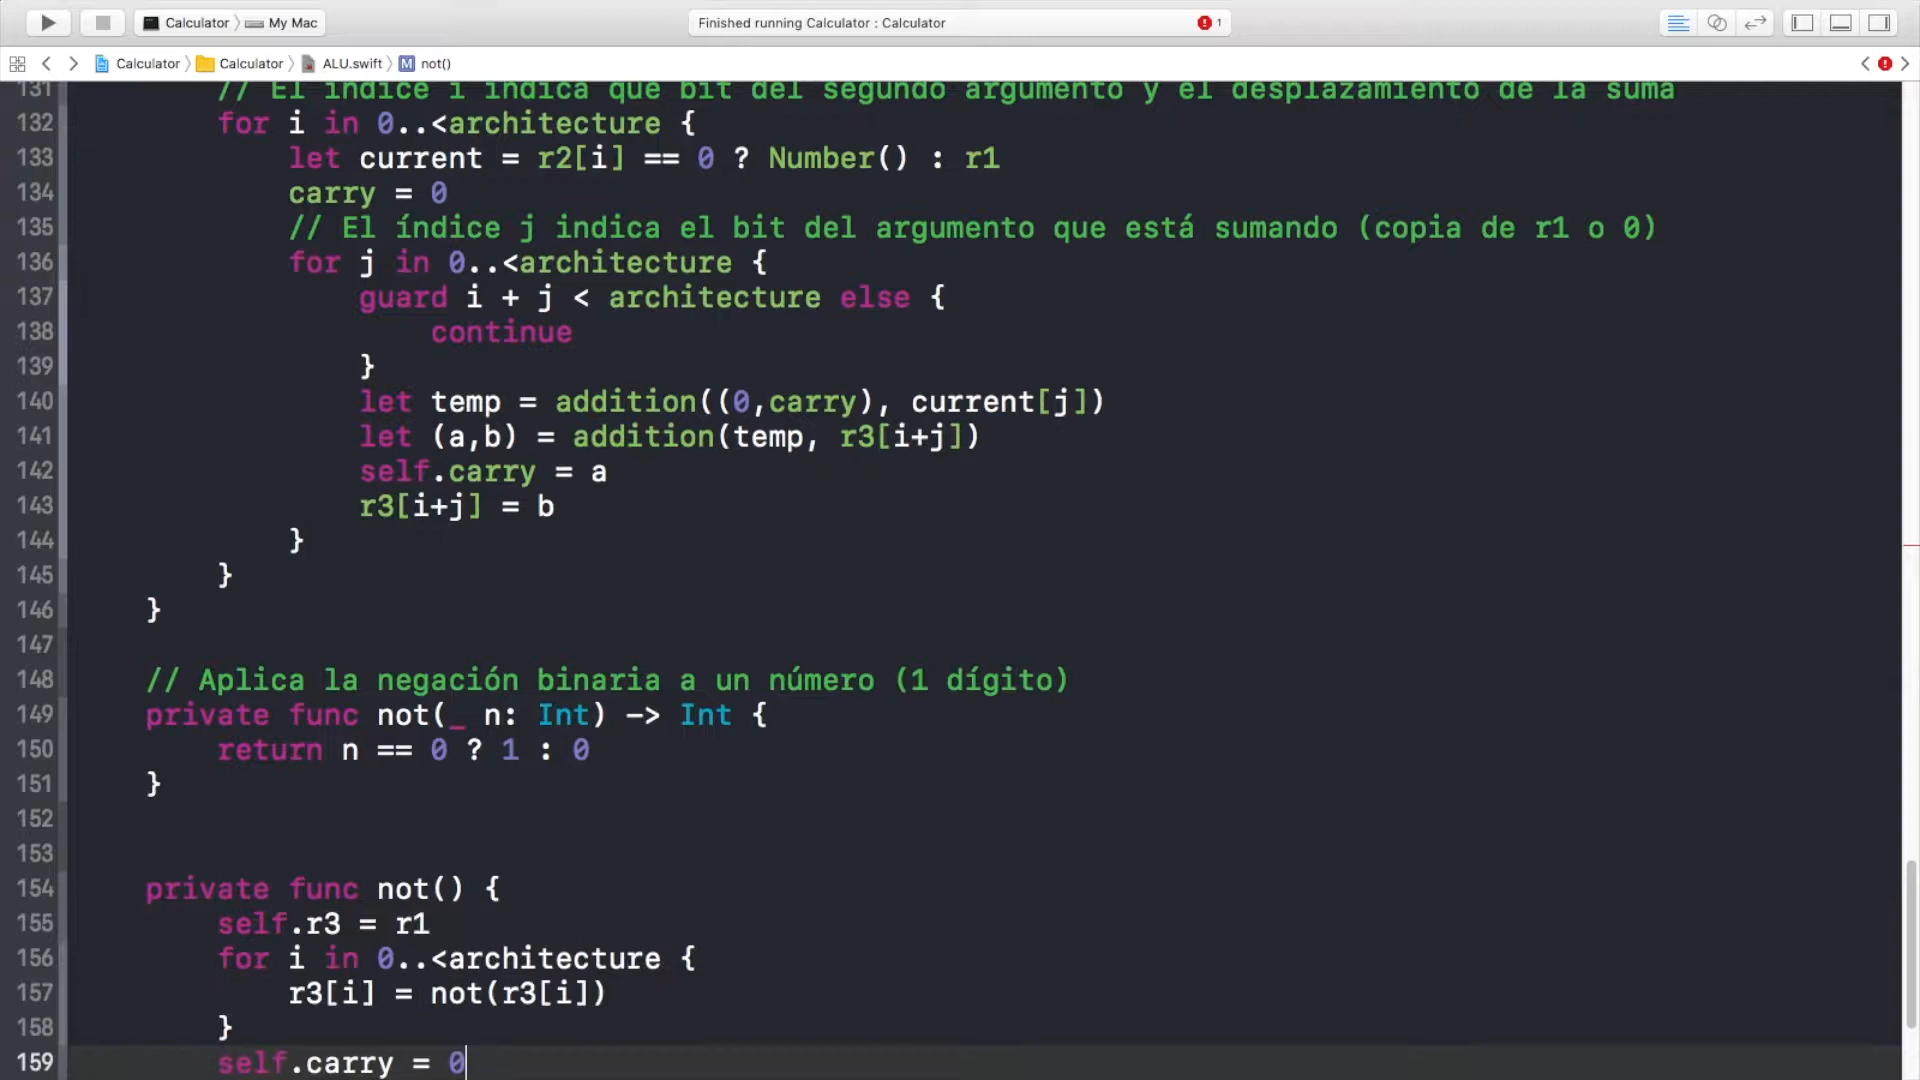 Calculator My Mac
Finished running Calculator : Calculator
1
Calculator Calculator ALU.swift M not()
131 // El índice i indica que bit del segundo argumento y el desplazamiento de la suma
132 for i in 0..<architecture {
133 let current = r2[i] == 0 ? Number() : r1
134 carry = 0
135 // El índice j indica el bit del argumento que está sumando (copia de r1 o 0)
136 for j in 0..<architecture {
137 guard i + j < architecture else {
138 continue
139 }
140 let temp = addition((0,carry), current[j])
141 let (a,b) = addition(temp, r3[i+j])
142 self.carry = a
143 r3[i+j] = b
144 }
145 }
146 }
147
148 // Aplica la negación binaria a un número (1 dígito)
149 private func not(_ n: Int) -> Int {
150 return n == 0 ? 1 : 0
151 }
152
153
154 private func not() {
155 self.r3 = r1
156 for i in 0..<architecture {
157 r3[i] = not(r3[i])
158 }
159 self.carry = 0